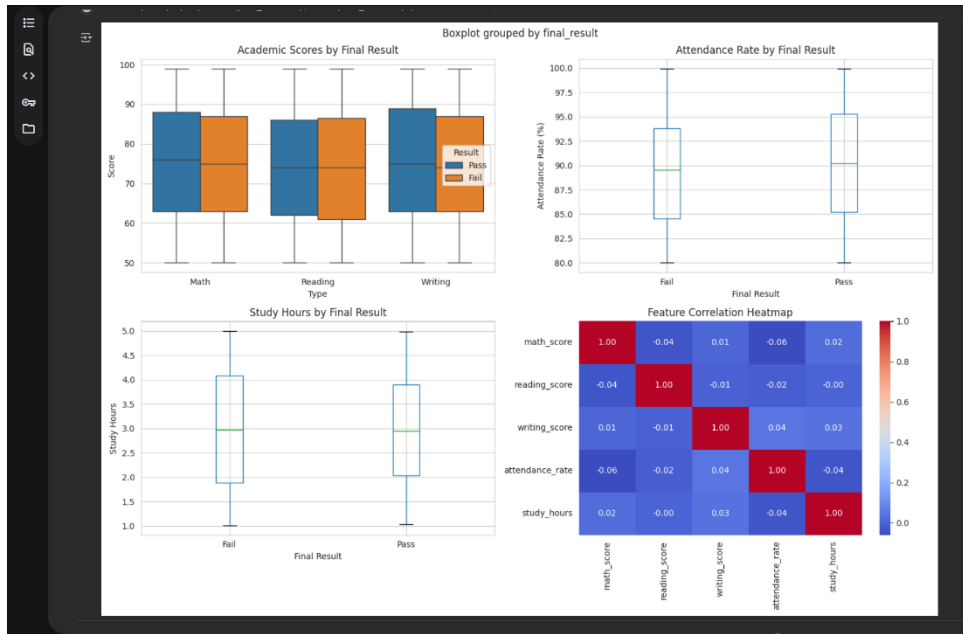 Boxplot grouped by final_result
Academic Scores by Final Result
100
90
80
70
60
50
Score
Result
Pass
Fail
Math
Reading
Writing
Type
Attendance Rate by Final Result
100.0
97.5
95.0
92.5
90.0
87.5
85.0
82.5
80.0
Attendance Rate (%)
Fail
Pass
Final Result
Study Hours by Final Result
5.0
4.5
4.0
3.5
3.0
2.5
2.0
1.5
1.0
Study Hours
Fail
Pass
Final Result
Feature Correlation Heatmap
math_score 1.00 -0.04 0.01 -0.06 0.02
reading_score -0.04 1.00 -0.01 -0.02 -0.00
writing_score 0.01 -0.01 1.00 0.04 0.03
attendance_rate -0.06 -0.02 0.04 1.00 -0.04
study_hours 0.02 -0.00 0.03 -0.04 1.00
math_score
reading_score
writing_score
attendance_rate
study_hours
1.0
0.8
0.6
0.4
0.2
0.0